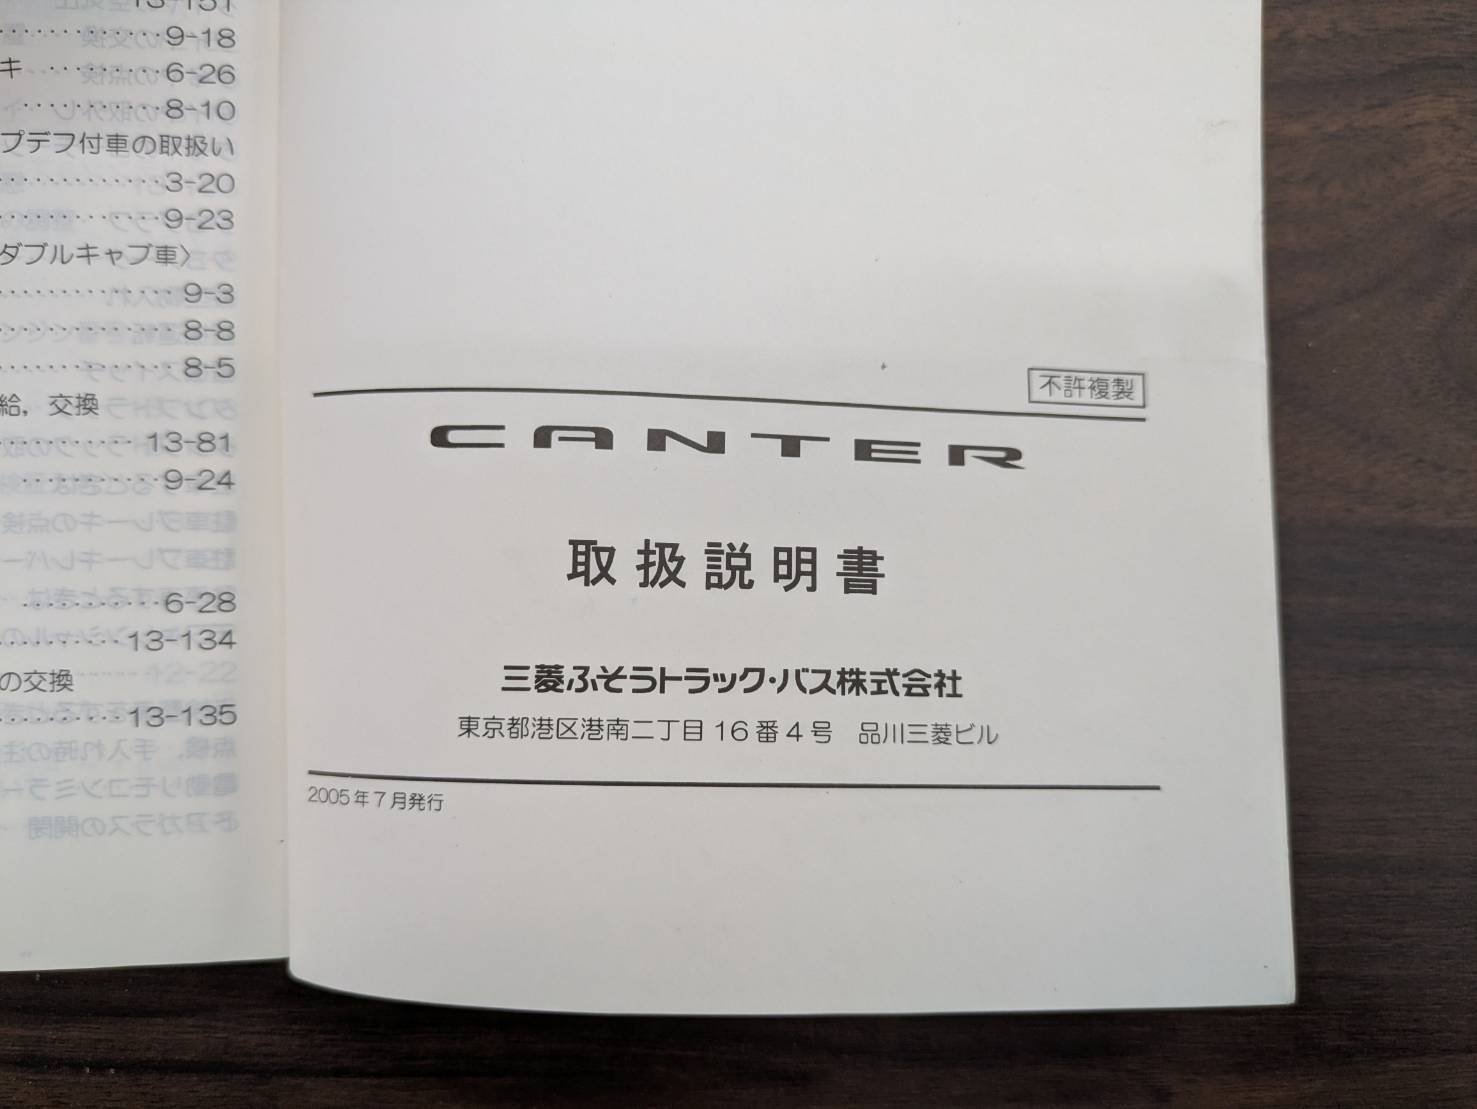 13-151
9-18
キ 6-26
8-10
プデフ付車の取扱い
3-20
9-23
ダブルキャブ車〉
9-3
8-8
8-5
給，交換
13-81
9-24
6-28
13-134
の交換
13-135
不許複製
CANTER
取扱説明書
三菱ふそうトラック・バス株式会社
東京都港区港南二丁目16番4号 品川三菱ビル
2005年7月発行